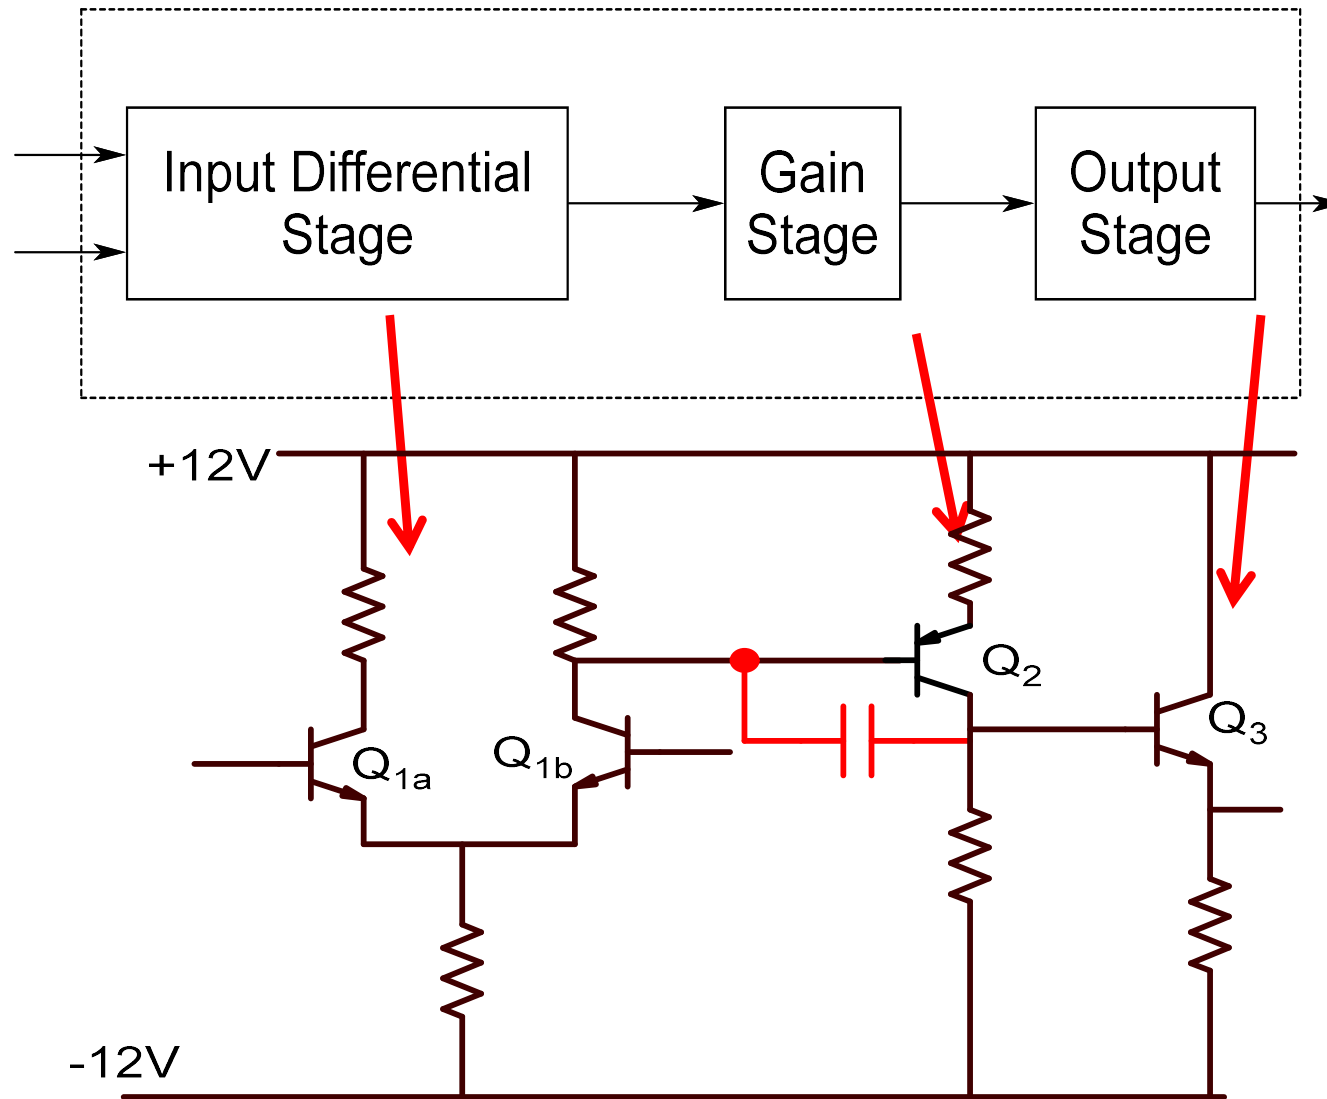 Input Differential
Stage
Gain
Stage
Output
Stage
+12V
Q2
Q3
Q1a
Q1b
-12V